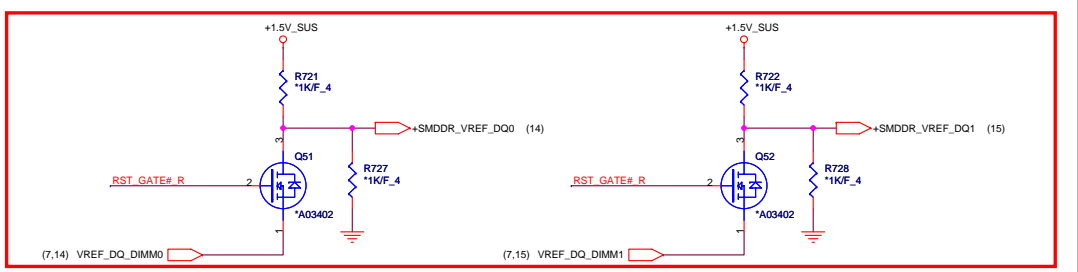 +1.5V_SUS
R721
*1K/F_4
+SMDDR_VREF_DQ0 (14)
3
Q51
R727
*1K/F_4
RST_GATE#_R
2
*A03402
1
(7,14) VREF_DQ_DIMM0
+1.5V_SUS
R722
*1K/F_4
+SMDDR_VREF_DQ1 (15)
3
Q52
R728
*1K/F_4
RST_GATE#_R
2
*A03402
1
(7,15) VREF_DQ_DIMM1